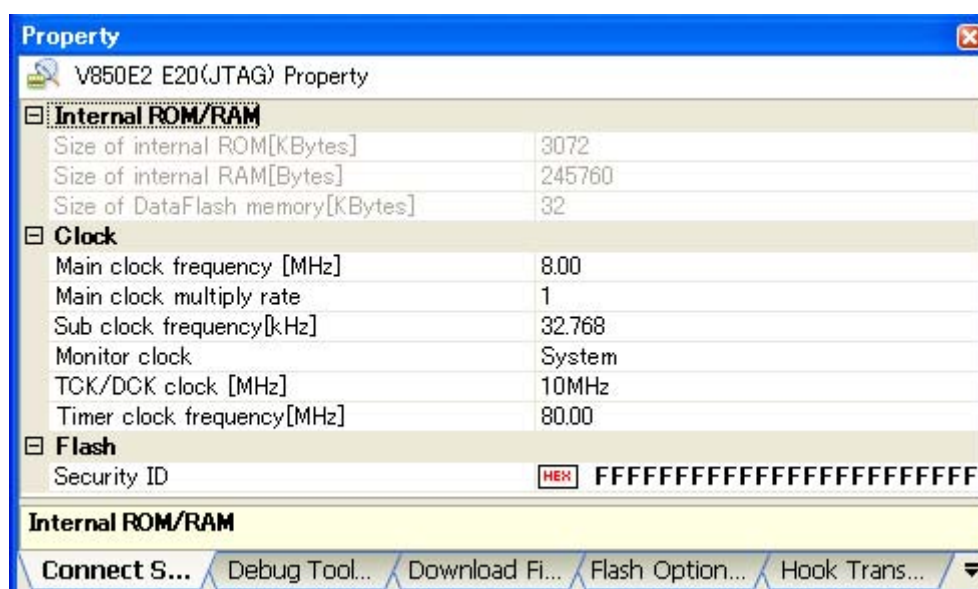 Property
V850E2 E20(JTAG) Property
Internal ROM/RAM
Size of internal ROM[KBytes] 3072
Size of internal RAM[Bytes] 245760
Size of DataFlash memory[KBytes] 32
Clock
Main clock frequency [MHz] 8.00
Main clock multiply rate 1
Sub clock frequency[kHz] 32.768
Monitor clock System
TCK/DCK clock [MHz] 10MHz
Timer clock frequency[MHz] 80.00
Flash
Security ID HEX FFFFFFFFFFFFFFFFFFFFFFFF
Internal ROM/RAM
Connect S... Debug Tool... Download Fi... Flash Option... Hook Trans...